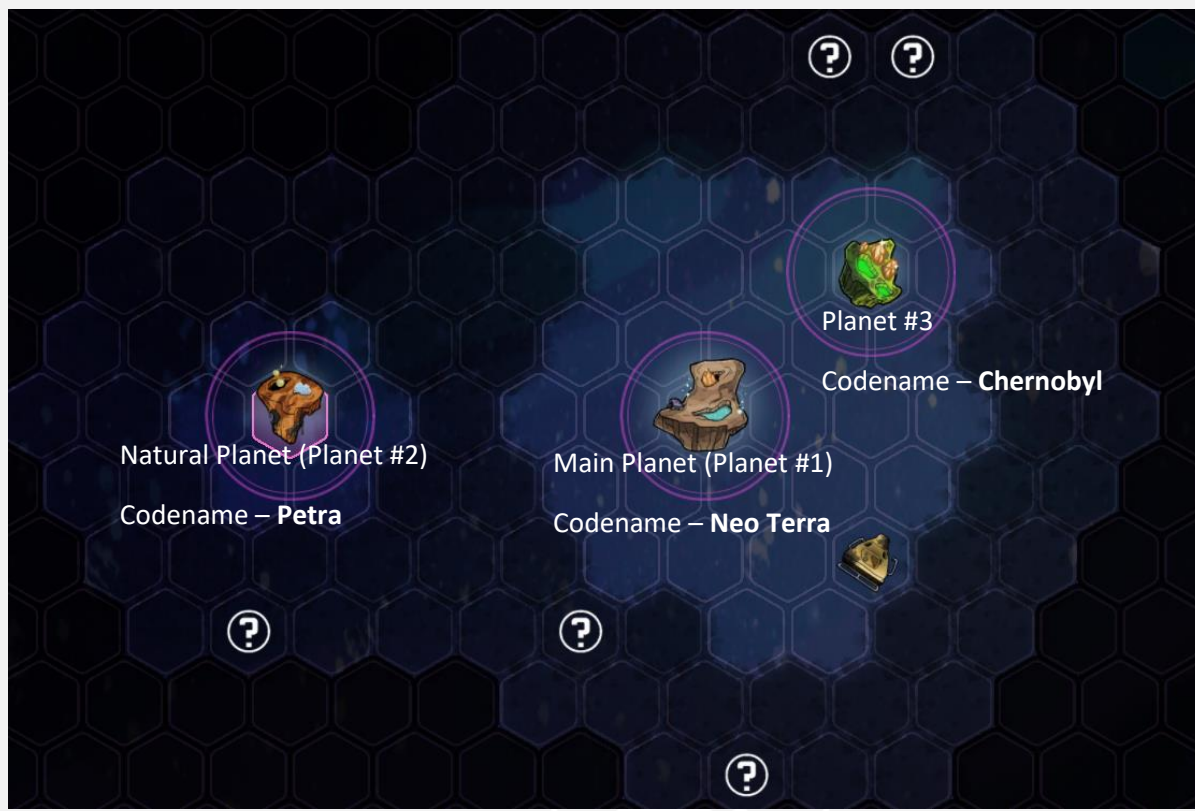 ? ?
Planet #3
Codename – Chernobyl
Natural Planet (Planet #2)
Main Planet (Planet #1)
Codename – Petra
Codename – Neo Terra
? ?
?